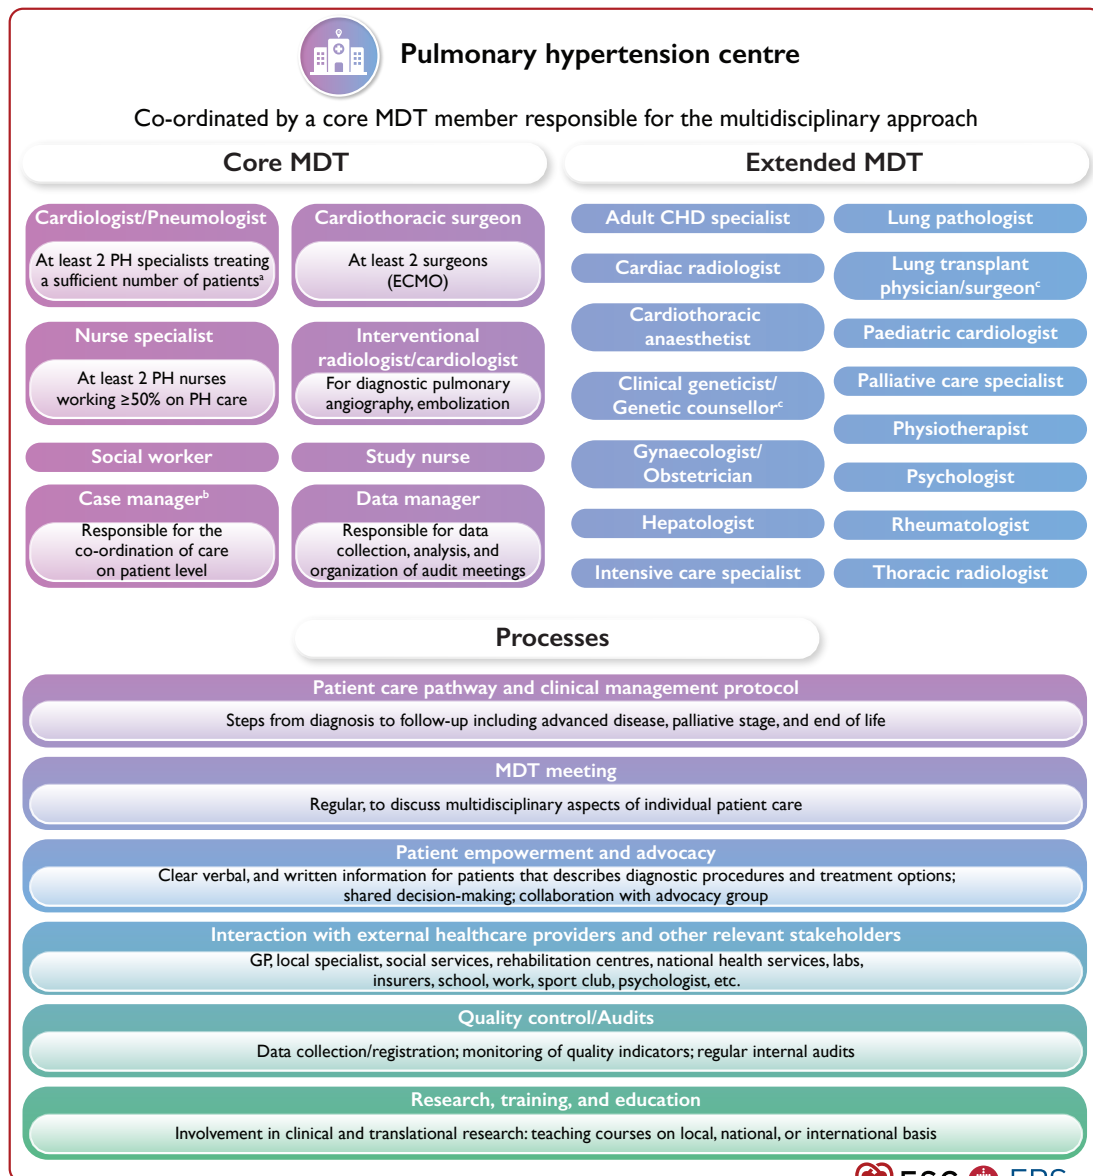 Pulmonary hypertension centre
Co-ordinated by a core MDT member responsible for the multidisciplinary approach
Core MDT
Cardiologist/Pneumologist
At least 2 PH specialists treating
a sufficient number of patientsᵃ
Cardiothoracic surgeon
At least 2 surgeons
(ECMO)
Nurse specialist
At least 2 PH nurses
working ≥50% on PH care
Interventional
radiologist/cardiologist
For diagnostic pulmonary
angiography, embolization
Social worker
Study nurse
Case managerᵇ
Responsible for the
co-ordination of care
on patient level
Data manager
Responsible for data
collection, analysis, and
organization of audit meetings
Extended MDT
Adult CHD specialist
Cardiac radiologist
Cardiothoracic
anaesthetist
Clinical geneticist/
Genetic counsellorᶜ
Gynaecologist/
Obstetrician
Hepatologist
Intensive care specialist
Lung pathologist
Lung transplant
physician/surgeonᶜ
Paediatric cardiologist
Palliative care specialist
Physiotherapist
Psychologist
Rheumatologist
Thoracic radiologist
Processes
Patient care pathway and clinical management protocol
Steps from diagnosis to follow-up including advanced disease, palliative stage, and end of life
MDT meeting
Regular, to discuss multidisciplinary aspects of individual patient care
Patient empowerment and advocacy
Clear verbal, and written information for patients that describes diagnostic procedures and treatment options;
shared decision-making; collaboration with advocacy group
Interaction with external healthcare providers and other relevant stakeholders
GP, local specialist, social services, rehabilitation centres, national health services, labs,
insurers, school, work, sport club, psychologist, etc.
Quality control/Audits
Data collection/registration; monitoring of quality indicators; regular internal audits
Research, training, and education
Involvement in clinical and translational research: teaching courses on local, national, or international basis
ESC ERS